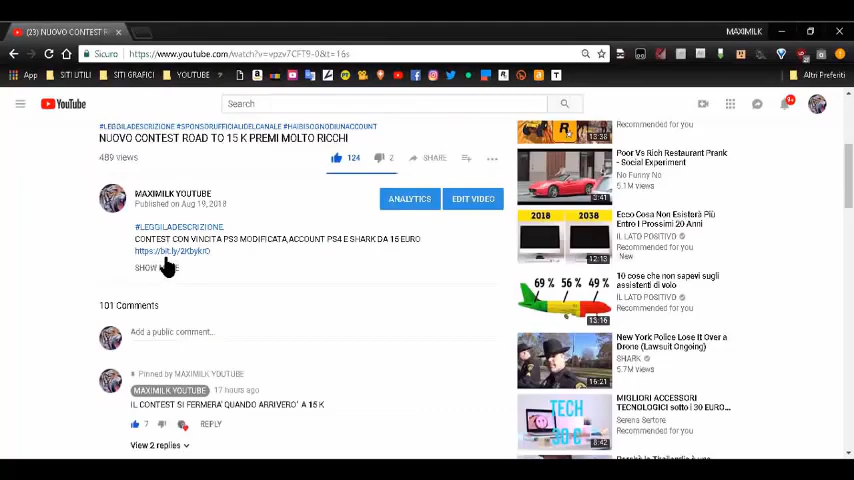 (23) NUOVO CONTEST R
MAXIMILK
Sicuro
https://www.youtube.com/watch?v=vpzv7CFT9-0&t=16s
App
SITI UTILI
SITI GRAFICI
YOUTUBE
Altri Preferiti
YouTube
Search
9+
#LEGGILADESCRIZIONE #SPONSORUFFICIALIDELCANALE #HAIBISOGNODIUNACCOUNT
NUOVO CONTEST ROAD TO 15 K PREMI MOLTO RICCHI
489 views
124
2
SHARE
MAXIMILK YOUTUBE
Published on Aug 19, 2018
ANALYTICS
EDIT VIDEO
#LEGGILADESCRIZIONE
CONTEST CON VINCITA PS3 MODIFICATA,ACCOUNT PS4 E SHARK DA 15 EURO
https://bit.ly/2KbykrO
SHOW
101 Comments
Add a public comment...
Pinned by MAXIMILK YOUTUBE
MAXIMILK YOUTUBE
17 hours ago
IL CONTEST SI FERMERA' QUANDO ARRIVERO' A 15 K
7
REPLY
View 2 replies
13:38
Recommended for you
Poor Vs Rich Restaurant Prank
- Social Experiment
No Funny No
5.1M views
3:41
2018
2038
12:13
Ecco Cosa Non Esisterà Più
Entro I Prossimi 20 Anni
IL LATO POSITIVO
New
69 %
56 %
49 %
13:16
10 cose che non sapevi sugli
assistenti di volo
IL LATO POSITIVO
Recommended for you
16:21
New York Police Lose It Over a
Drone (Lawsuit Ongoing)
SHARK
5.7M views
TECH
30 €
8:42
MIGLIORI ACCESSORI
TECNOLOGICI sotto i 30 EURO...
Serena Sertore
Recommended for you